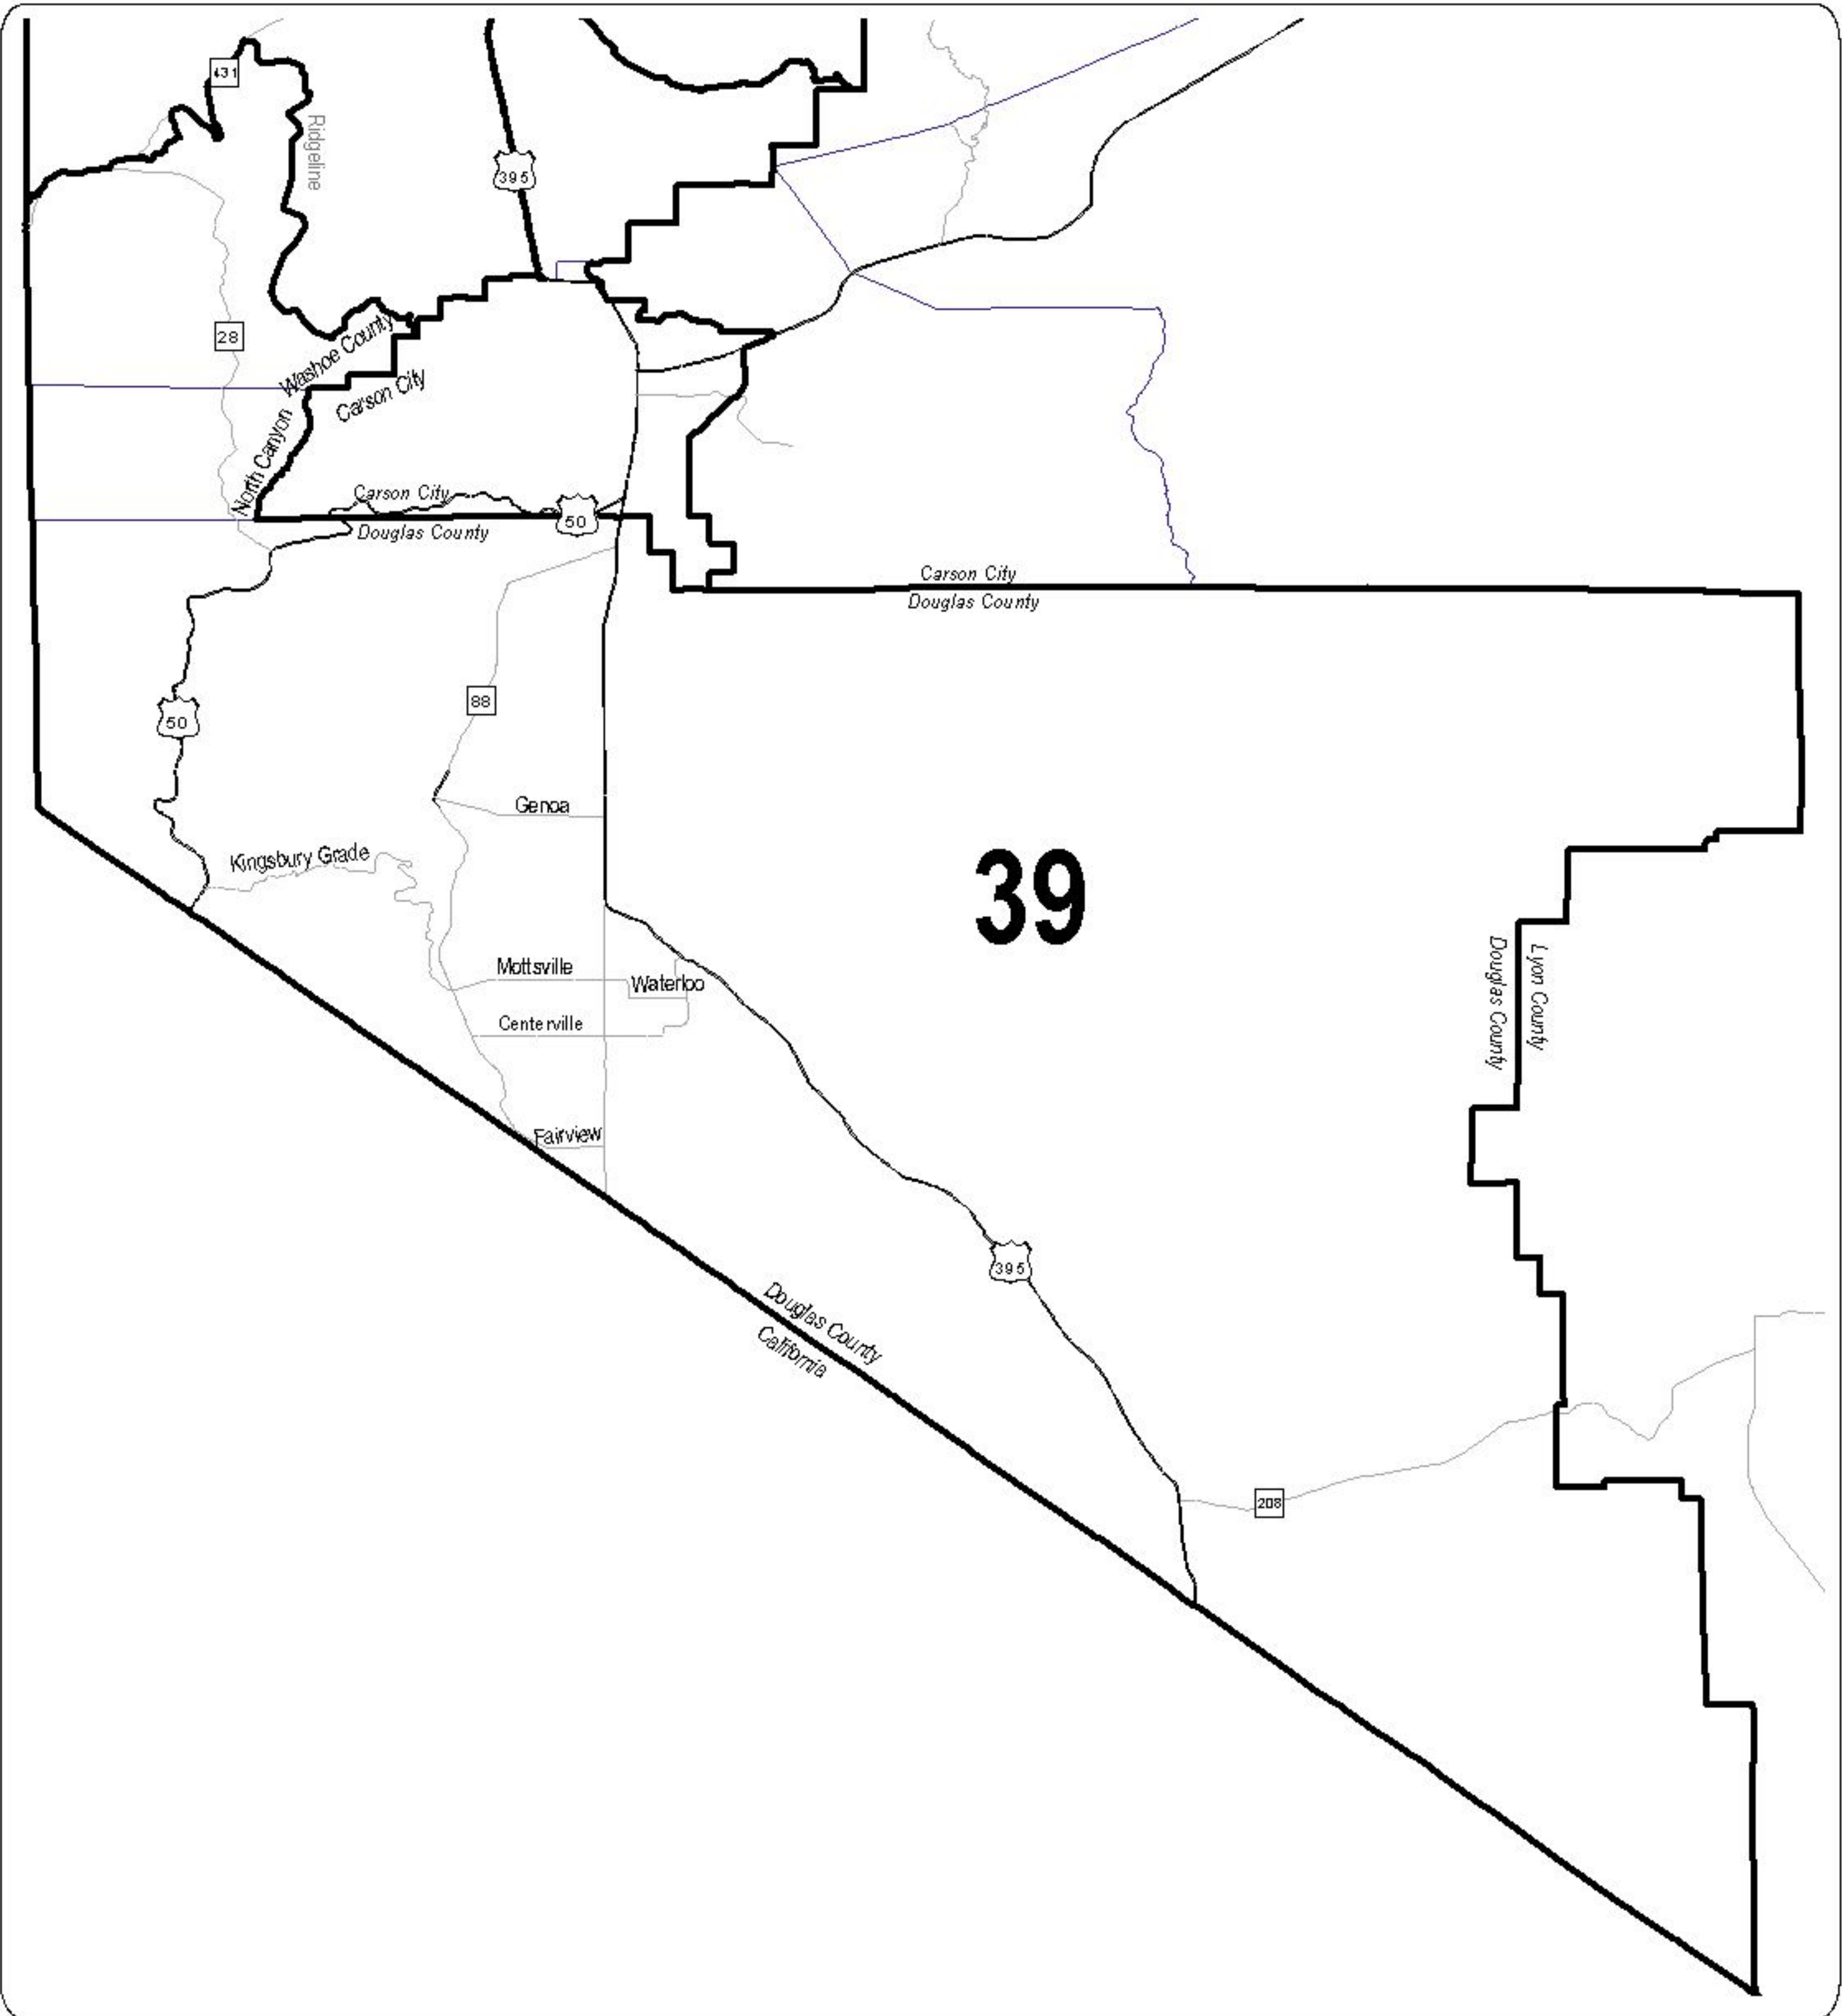 431
Ridgeline
395
28
Washoe County
Carson City
North Canyon
Carson City
50
Douglas County
Carson City
Douglas County
88
50
Genoa
Kingsbury Grade
39
Douglas County
Lyon County
Mottsville
Waterloo
Centerville
Fairview
395
Douglas County
California
208